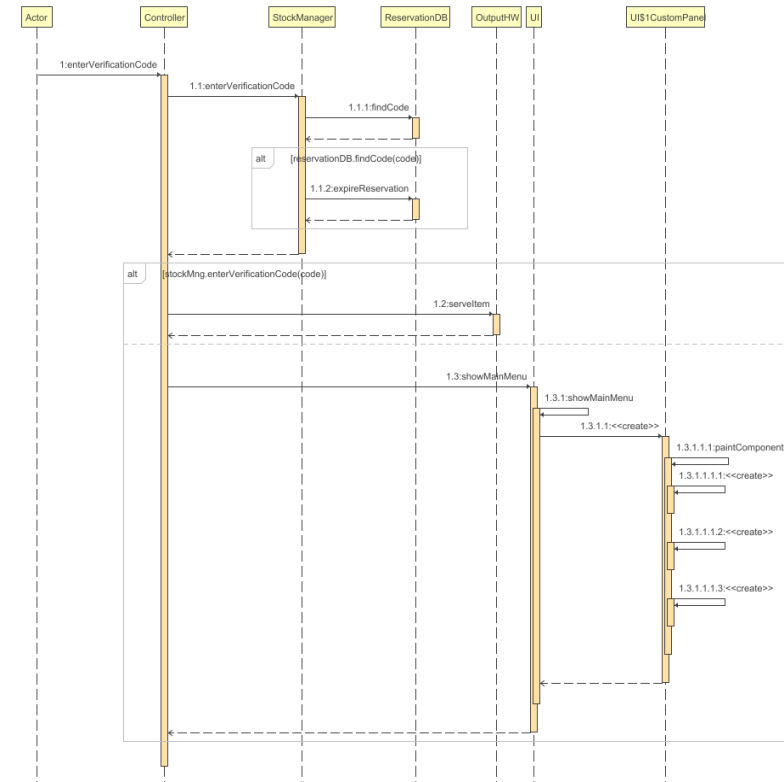 Actor
Controller
StockManager
ReservationDB
OutputHW
UI
UI$1CustomPanel
1:enterVerificationCode
1.1:enterVerificationCode
1.1.1:findCode
alt
[reservationDB.findCode(code)]
1.1.2:expireReservation
alt
[stockMng.enterVerificationCode(code)]
1.2:serveItem
1.3:showMainMenu
1.3.1:showMainMenu
1.3.1.1:<<create>>
1.3.1.1.1:paintComponent
1.3.1.1.1.1:<<create>>
1.3.1.1.1.2:<<create>>
1.3.1.1.1.3:<<create>>